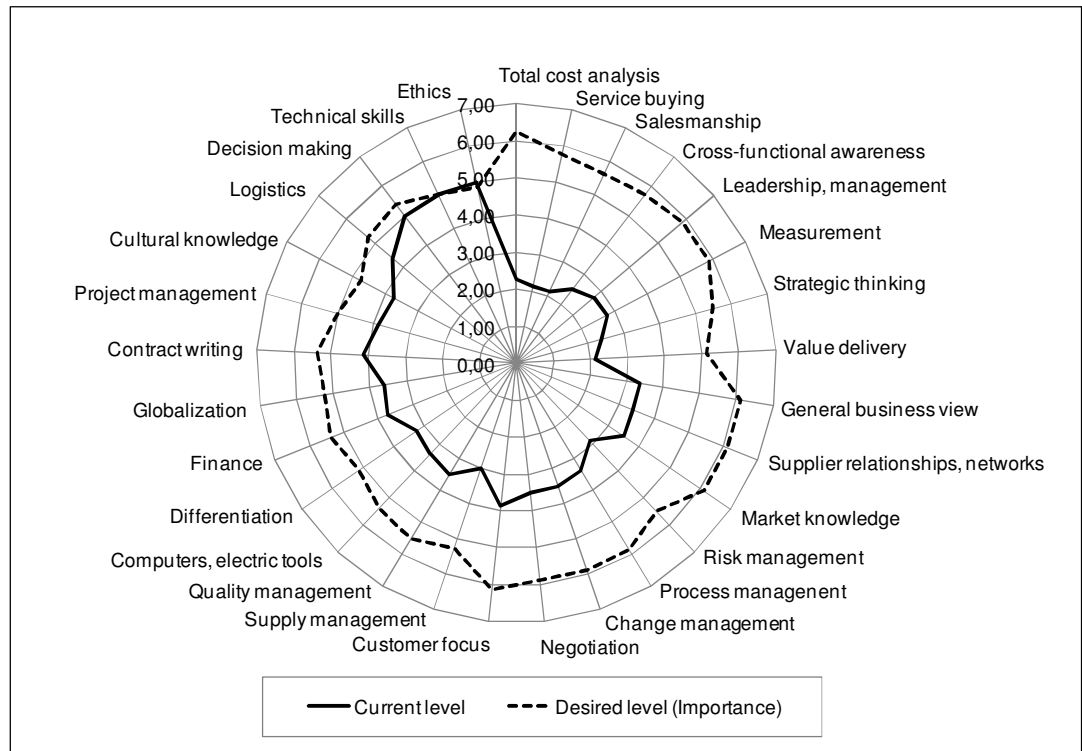 Total cost analysis
Service buying
Salesmanship
Cross-functional awareness
Leadership, management
Measurement
Strategic thinking
Value delivery
General business view
Supplier relationships, networks
Market knowledge
Risk management
Process managenent
Change management
Negotiation
Customer focus
Supply management
Quality management
Computers, electric tools
Differentiation
Finance
Globalization
Contract writing
Project management
Cultural knowledge
Logistics
Decision making
Technical skills
Ethics
7,00
6,00
5,00
4,00
3,00
2,00
1,00
0,00
Current level
Desired level (Importance)